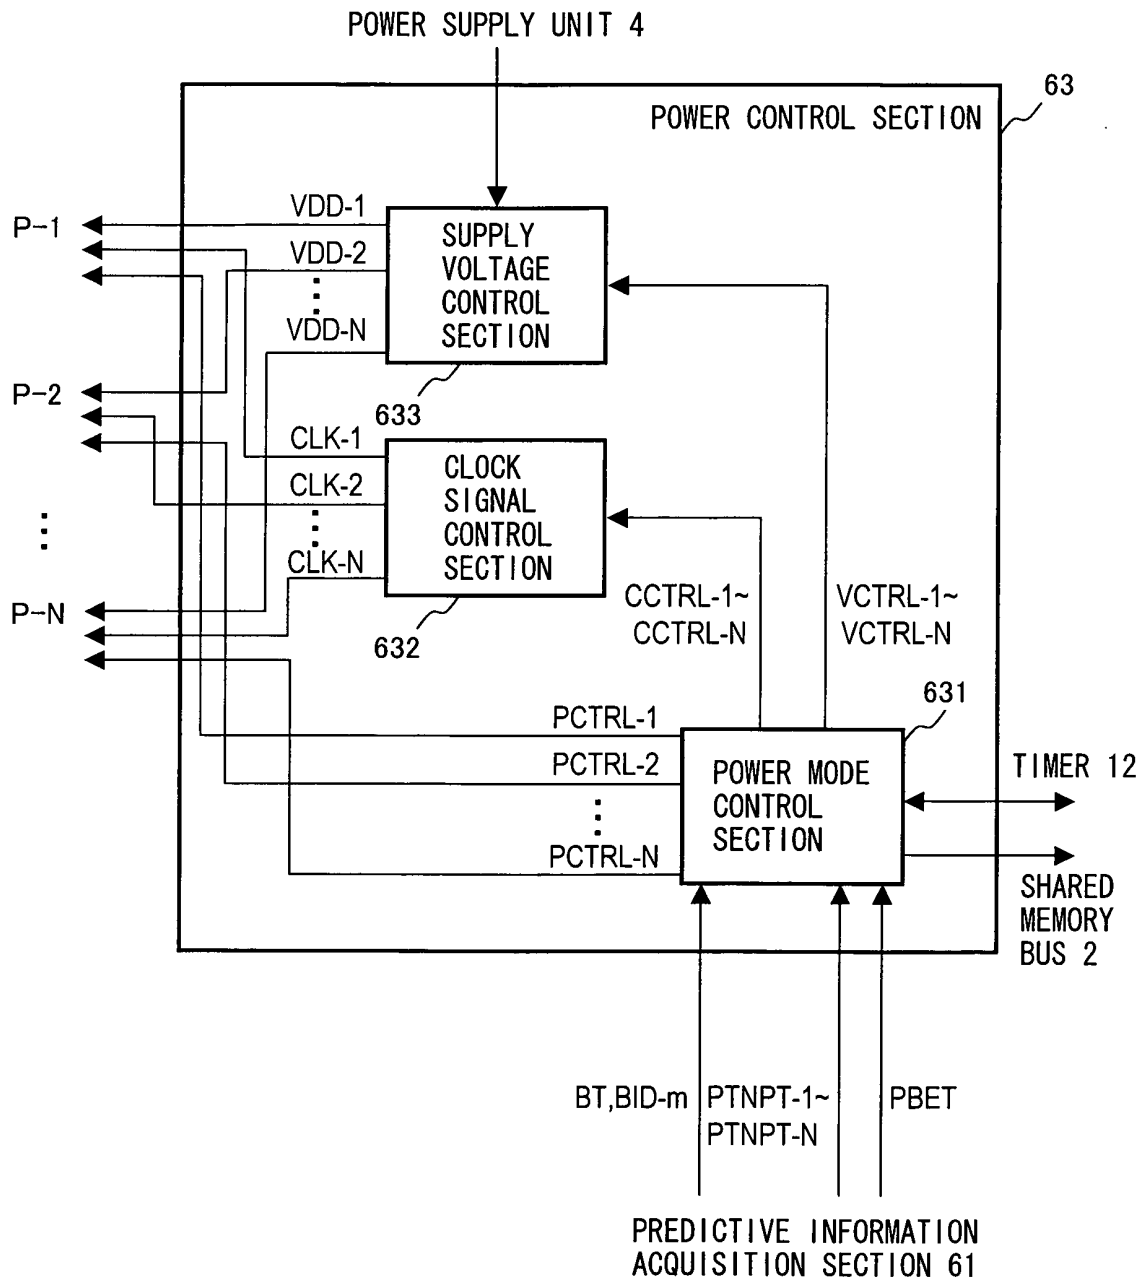 POWER SUPPLY UNIT 4
63
POWER CONTROL SECTION
P-1
VDD-1
VDD-2
VDD-N
SUPPLY
VOLTAGE
CONTROL
SECTION
633
P-2
CLK-1
CLK-2
CLK-N
CLOCK
SIGNAL
CONTROL
SECTION
632
P-N
CCTRL-1~
CCTRL-N
VCTRL-1~
VCTRL-N
631
PCTRL-1
PCTRL-2
PCTRL-N
POWER MODE
CONTROL
SECTION
TIMER 12
SHARED
MEMORY
BUS 2
BT,BID-m
PTNPT-1~
PTNPT-N
PBET
PREDICTIVE INFORMATION
ACQUISITION SECTION 61